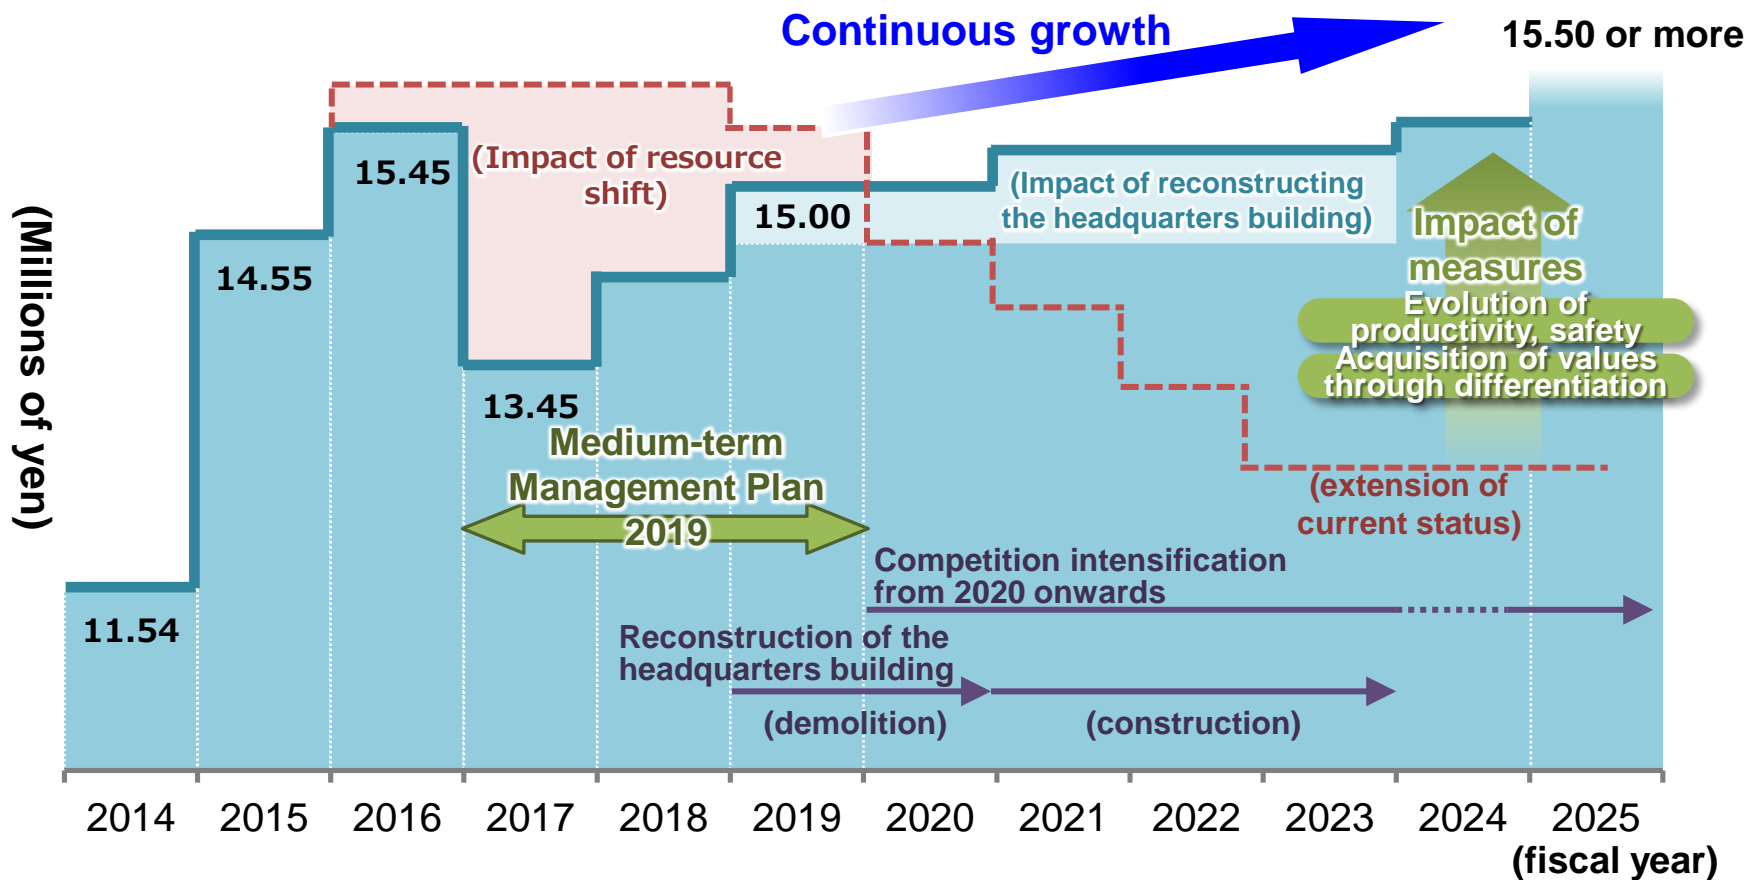 Continuous growth
15.50 or more
(Millions of yen)
15.45
(Impact of resource
shift)
14.55
15.00
(Impact of reconstructing
the headquarters building)
Impact of
measures
Evolution of
productivity, safety
Acquisition of values
through differentiation
13.45
Medium-term
Management Plan
2019
(extension of
current status)
11.54
Competition intensification
from 2020 onwards
Reconstruction of the
headquarters building
(demolition)
(construction)
2014 2015 2016 2017 2018 2019 2020 2021 2022 2023 2024 2025
(fiscal year)